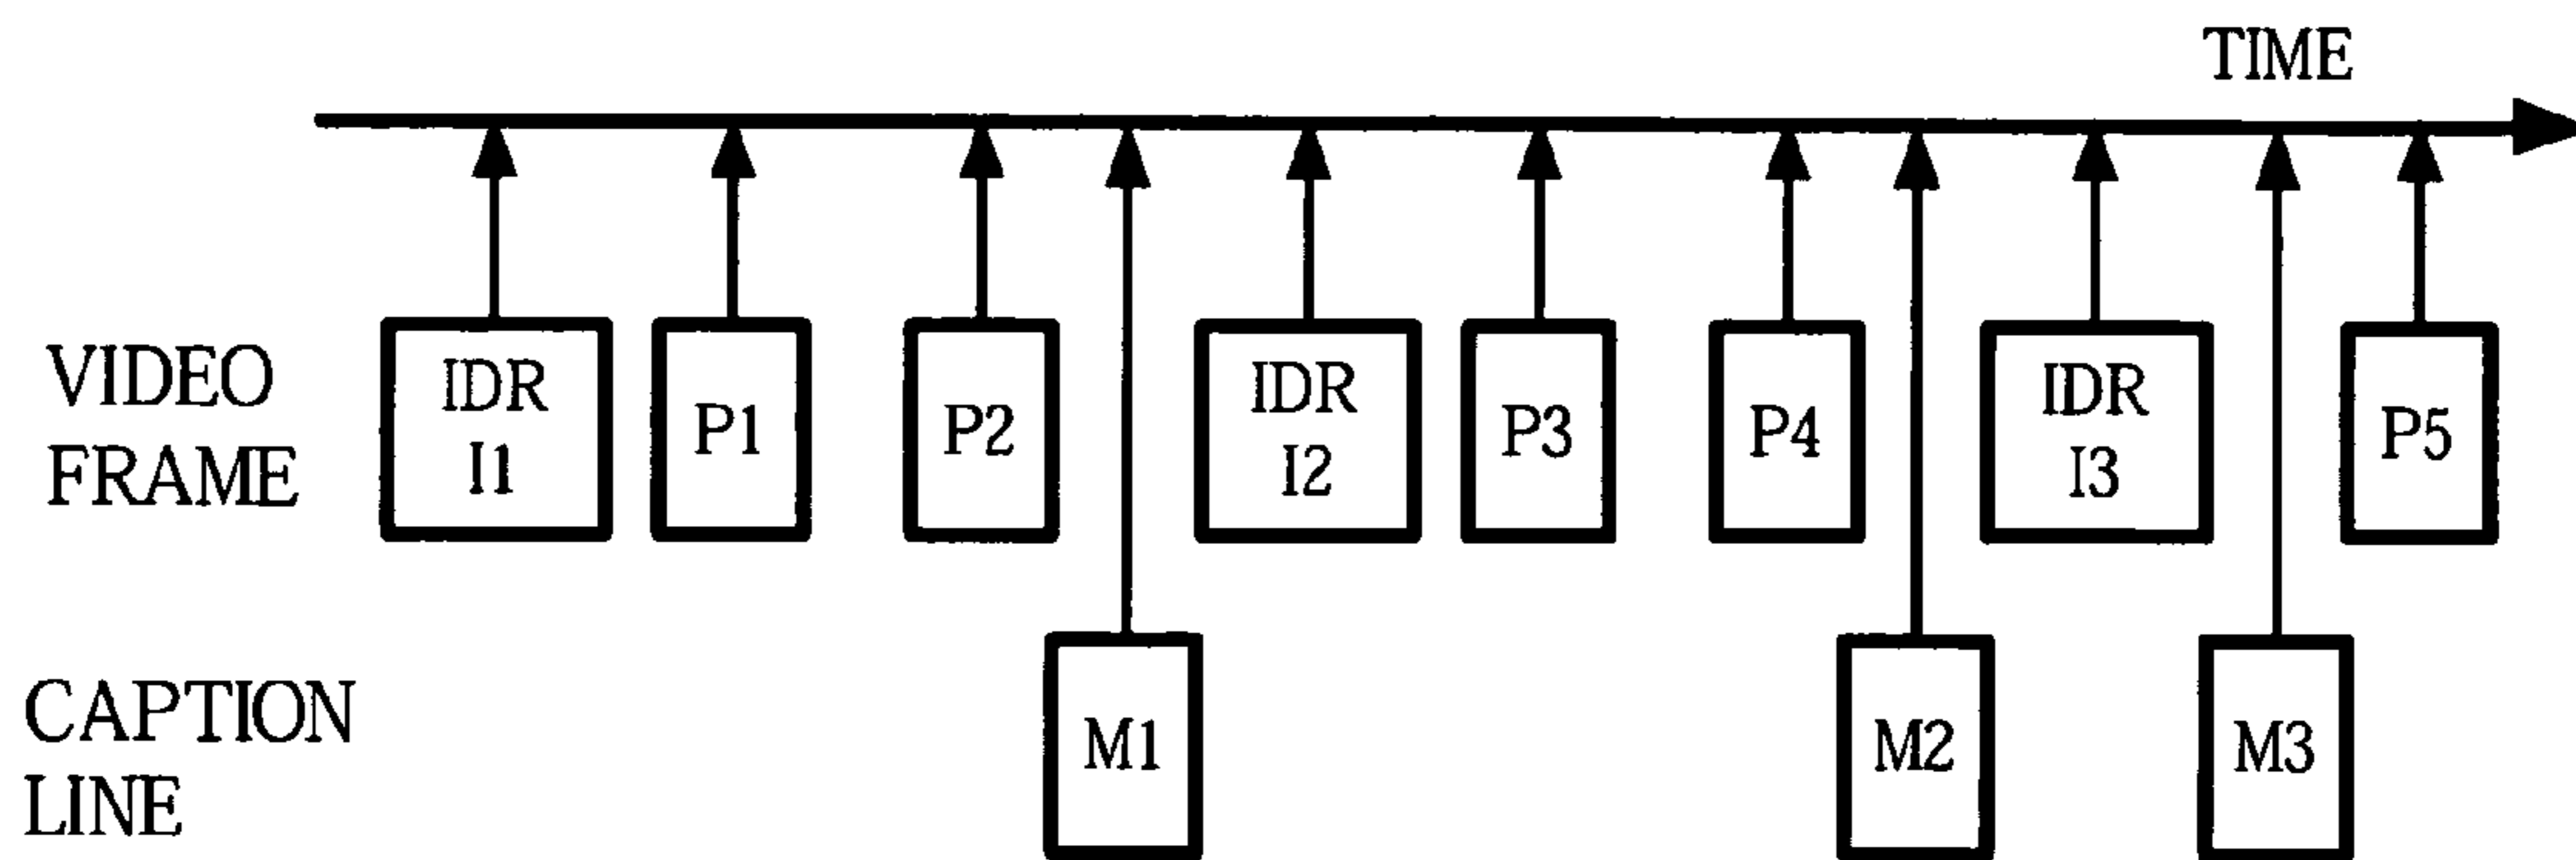 TIME
VIDEO
FRAME
IDR
I1
P1
P2
IDR
I2
P3
P4
IDR
I3
P5
CAPTION
LINE
M1
M2
M3